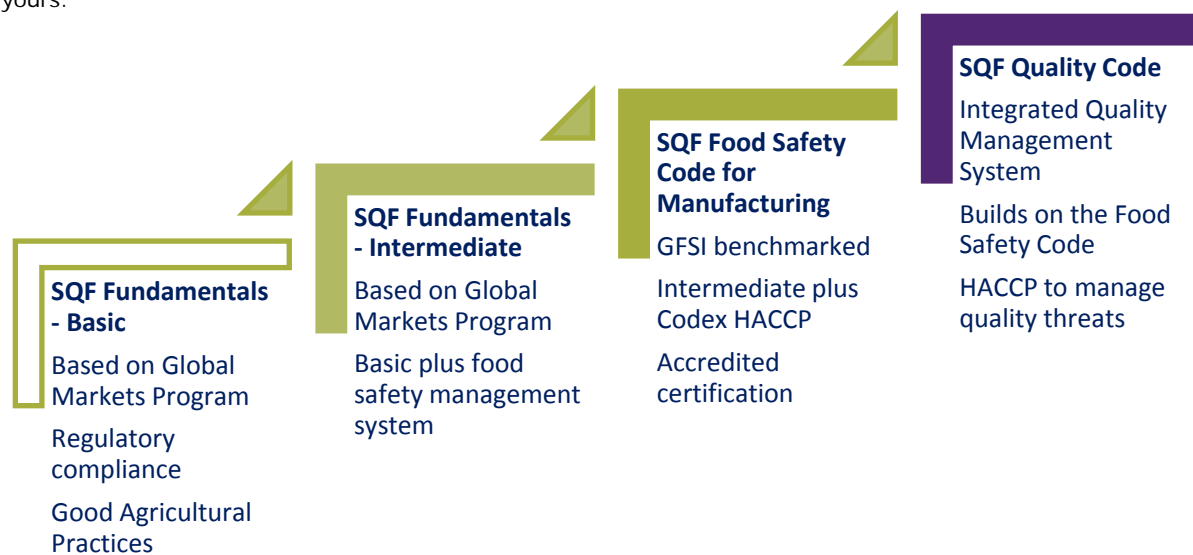 yours.
SQF Fundamentals
- Basic
Based on Global
Markets Program
Regulatory
compliance
Good Agricultural
Practices
SQF Fundamentals
- Intermediate
Based on Global
Markets Program
Basic plus food
safety management
system
SQF Food Safety
Code for
Manufacturing
GFSI benchmarked
Intermediate plus
Codex HACCP
Accredited
certification
SQF Quality Code
Integrated Quality
Management
System
Builds on the Food
Safety Code
HACCP to manage
quality threats